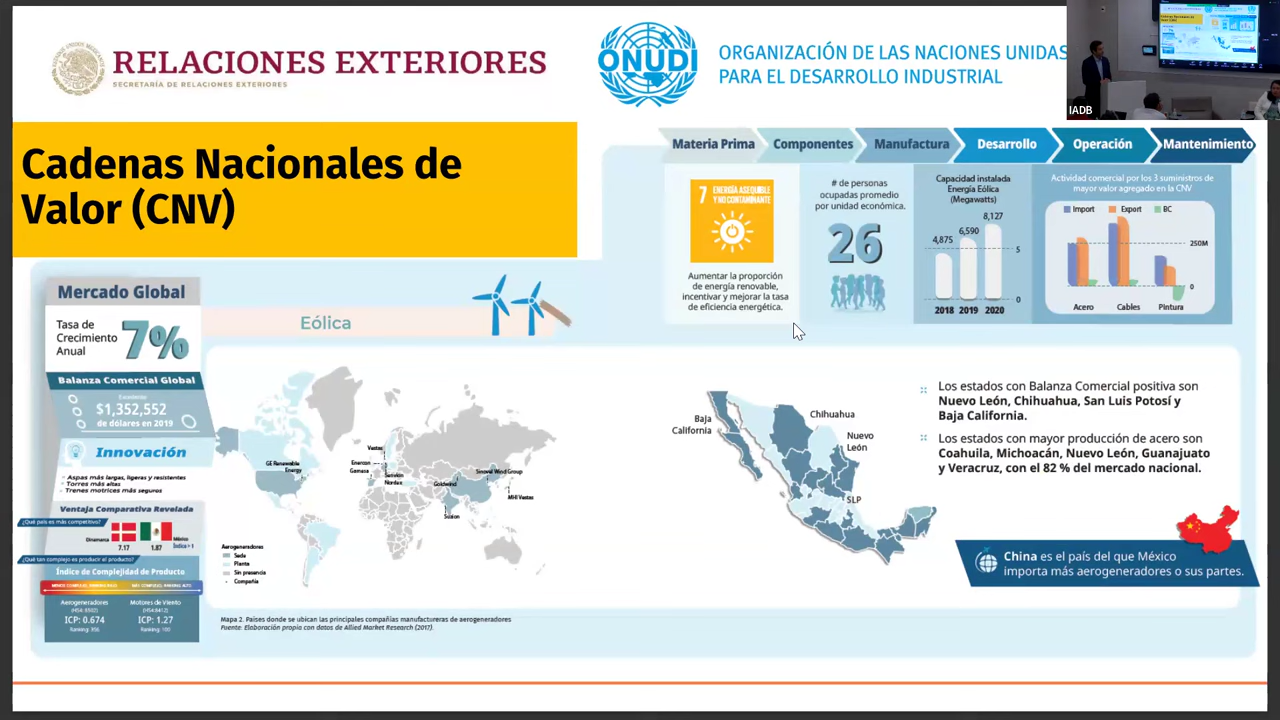 RELACIONES EXTERIORES
SECRETARÍA DE RELACIONES EXTERIORES
ONUDI
ORGANIZACIÓN DE LAS NACIONES UNIDAS
PARA EL DESARROLLO INDUSTRIAL
IADB
Cadenas Nacionales de
Valor (CNV)
Materia Prima
Componentes
Manufactura
Desarrollo
Operación
Mantenimiento
7 ENERGÍA ASEQUIBLE
Y NO CONTAMINANTE
Aumentar la proporción
de energía renovable,
incentivar y mejorar la tasa
de eficiencia energética.
# de personas
ocupadas promedio
por unidad económica.
26
Capacidad instalada
Energía Eólica
(Megawatts)
8,127
6,590
4,875
5
0
2018 2019 2020
Actividad comercial por los 3 suministros de
mayor valor agregado en la CNV
Import Export BC
250M
0
Acero Cables Pintura
Mercado Global
Tasa de
Crecimiento
Anual
7%
Balanza Comercial Global
$1,352,552
de dólares en 2019
Innovación
Aspas más largas, ligeras y resistentes
Torres más altas
Trenes motrices más seguros
Ventaja Comparativa Revelada
¿Qué país es más competitivo?
Dinamarca
7.17
1.87
México
Índice > 1
¿Qué tan complejo es producir el producto?
Índice de Complejidad de Producto
Aerogeneradores
ICP: 0.674
Motores de Viento
ICP: 1.27
Eólica
GE Renewable
Energy
Vestas
Enercon
Gamesa
Senvion
Nordex
Goldwind
Sinovel Wind Group
MHI Vestas
Suzlon
Aerogeneradores
Sede
Planta
Sin presencia
Compañía
Mapa 2. Países donde se ubican las principales compañías manufactureras de aerogeneradores
Fuente: Elaboración propia con datos de Allied Market Research (2017).
Baja
California
Chihuahua
Nuevo
León
SLP
Los estados con Balanza Comercial positiva son
Nuevo León, Chihuahua, San Luis Potosí y
Baja California.
Los estados con mayor producción de acero son
Coahuila, Michoacán, Nuevo León, Guanajuato
y Veracruz, con el 82 % del mercado nacional.
China es el país del que México
importa más aerogeneradores o sus partes.